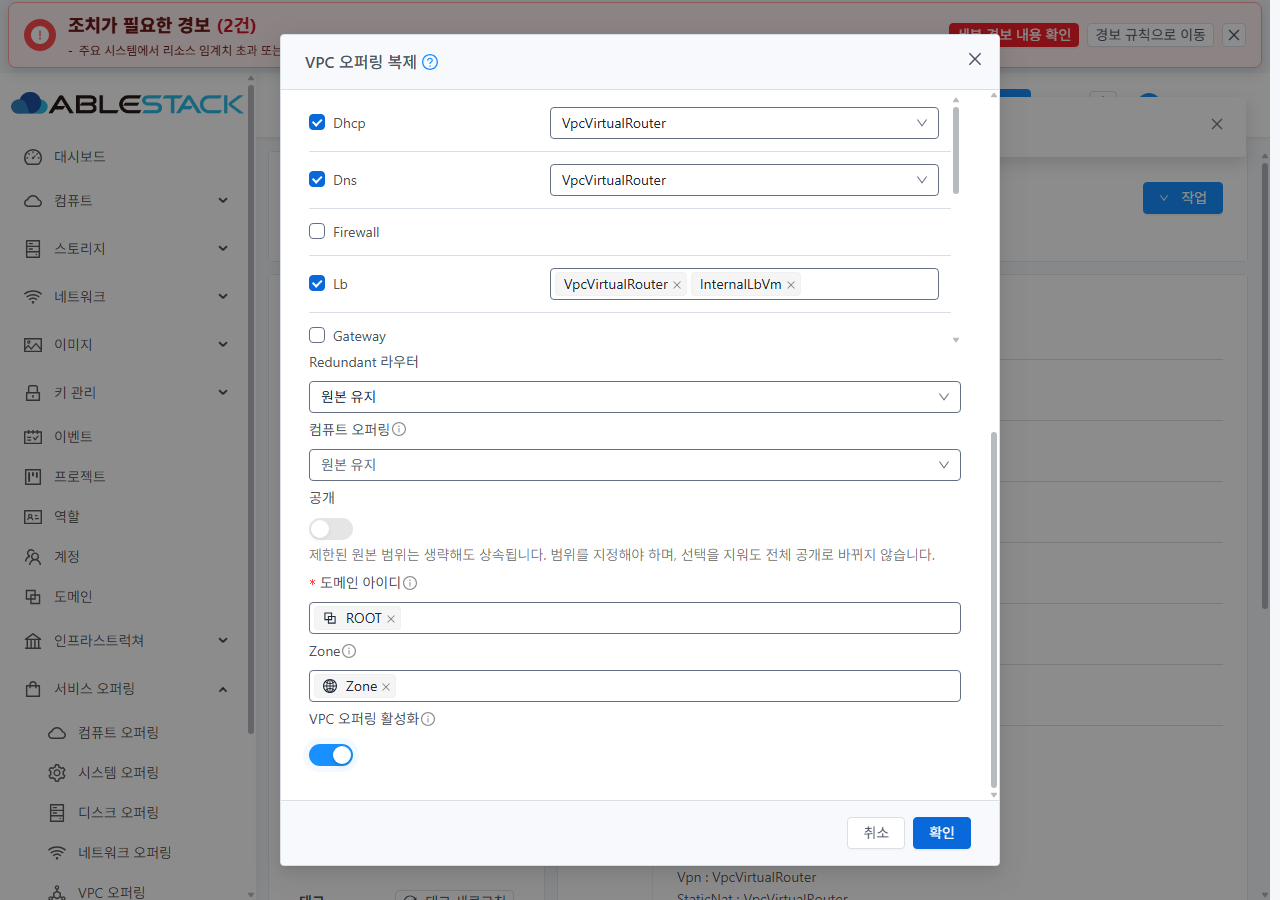 조치가 필요한 경보 (2건)
- 주요 시스템에서 리소스 임계치 초과 또는
경보 내용 확인
경보 규칙으로 이동
ABLESTACK
대시보드
컴퓨트
스토리지
네트워크
이미지
키 관리
이벤트
프로젝트
역할
계정
도메인
인프라스트럭쳐
서비스 오퍼링
컴퓨트 오퍼링
시스템 오퍼링
디스크 오퍼링
네트워크 오퍼링
VPC 오퍼링
작업
VPC 오퍼링 복제
Dhcp
VpcVirtualRouter
Dns
VpcVirtualRouter
Firewall
Lb
VpcVirtualRouter
InternalLbVm
Gateway
Redundant 라우터
원본 유지
컴퓨트 오퍼링
원본 유지
공개
제한된 원본 범위는 생략해도 상속됩니다. 범위를 지정해야 하며, 선택을 지워도 전체 공개로 바뀌지 않습니다.
* 도메인 아이디
ROOT
Zone
Zone
VPC 오퍼링 활성화
취소
확인
Vpn : VpcVirtualRouter
StaticNat : VpcVirtualRouter